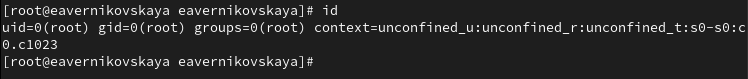 [root@eavernikovskaya eavernikovskaya]# id
uid=0(root) gid=0(root) groups=0(root) context=unconfined_u:unconfined_r:unconfined_t:s0-s0:c
0.c1023
[root@eavernikovskaya eavernikovskaya]#